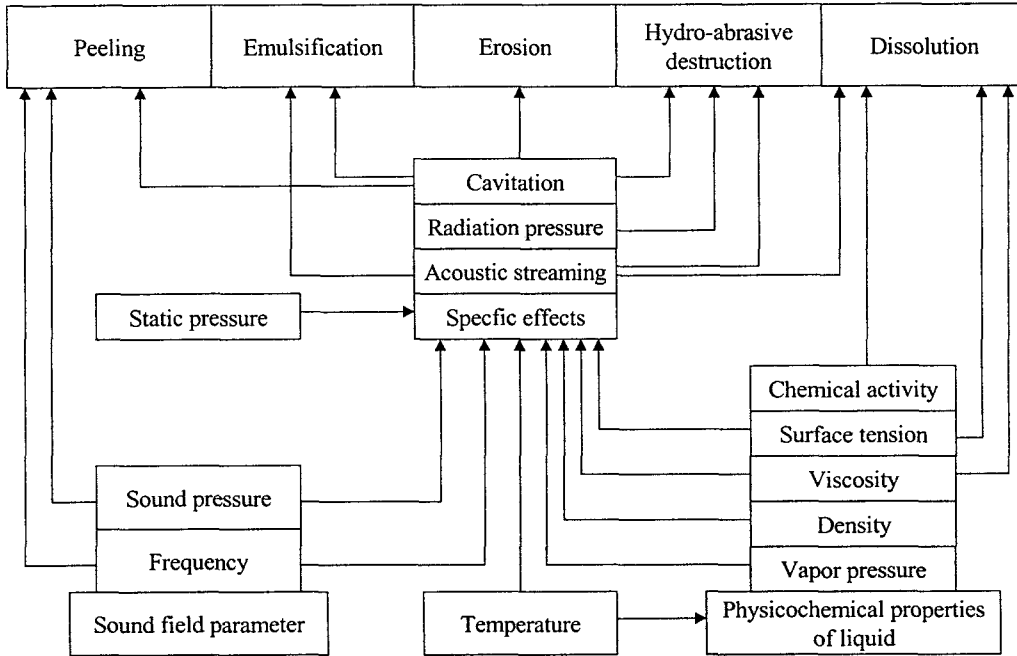 Peeling
Emulsification
Erosion
Hydro-abrasive
destruction
Dissolution
Cavitation
Radiation pressure
Acoustic streaming
Specfic effects
Static pressure
Chemical activity
Surface tension
Viscosity
Density
Vapor pressure
Physicochemical properties
of liquid
Sound pressure
Frequency
Sound field parameter
Temperature